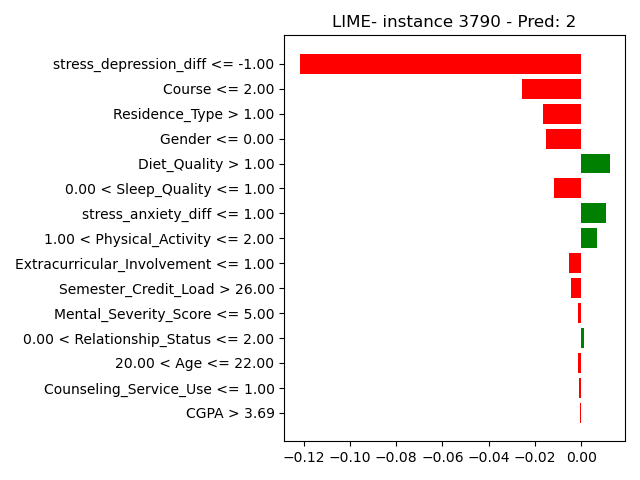 LIME- instance 3790 - Pred: 2
stress_depression_diff <= -1.00
Course <= 2.00
Residence_Type > 1.00
Gender <= 0.00
Diet_Quality > 1.00
0.00 < Sleep_Quality <= 1.00
stress_anxiety_diff <= 1.00
1.00 < Physical_Activity <= 2.00
Extracurricular_Involvement <= 1.00
Semester_Credit_Load > 26.00
Mental_Severity_Score <= 5.00
0.00 < Relationship_Status <= 2.00
20.00 < Age <= 22.00
Counseling_Service_Use <= 1.00
CGPA > 3.69
−0.12 −0.10 −0.08 −0.06 −0.04 −0.02 0.00